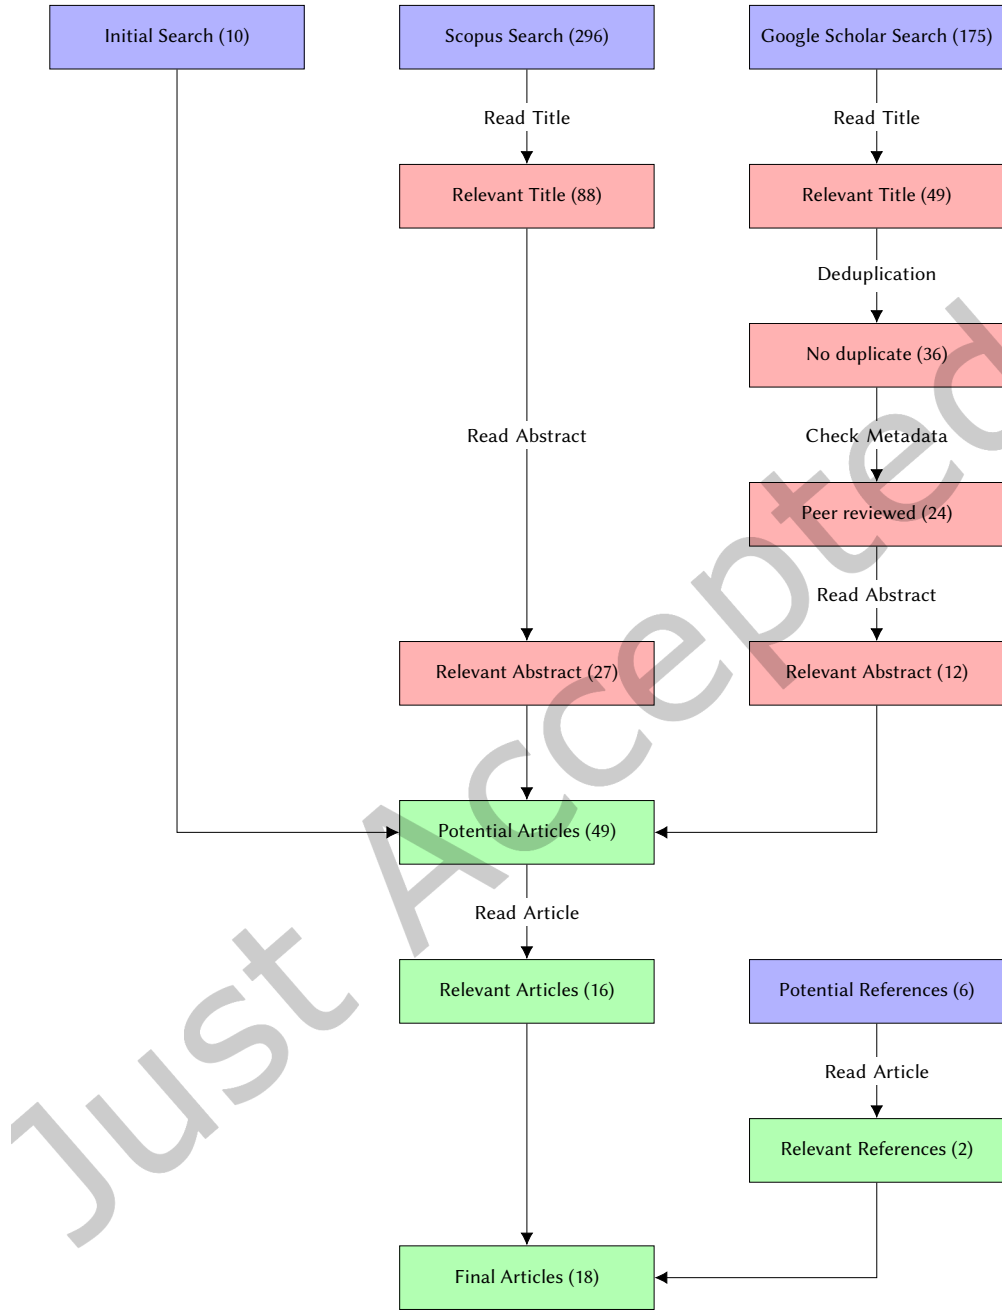 Initial Search (10)
Scopus Search (296)
Google Scholar Search (175)
Read Title
Read Title
Relevant Title (88)
Relevant Title (49)
Deduplication
No duplicate (36)
Read Abstract
Check Metadata
Peer reviewed (24)
Read Abstract
Relevant Abstract (27)
Relevant Abstract (12)
Potential Articles (49)
Read Article
Relevant Articles (16)
Potential References (6)
Read Article
Relevant References (2)
Final Articles (18)
Just Accepted